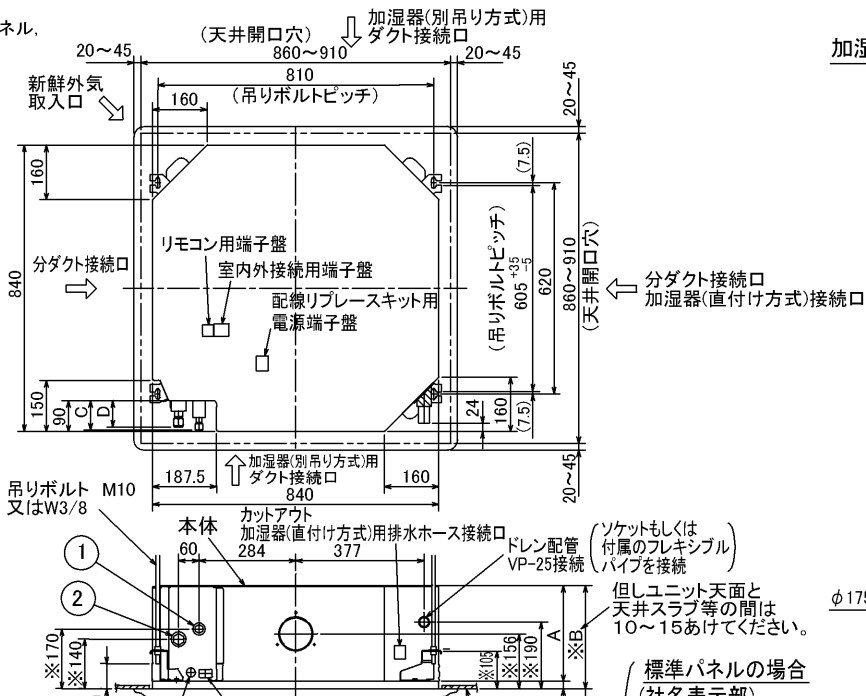 ネル,
(天井開口穴)
加湿器(別吊り方式)用
ダクト接続口
20～45
860～910
20～45
810
(吊りボルトピッチ)
新鮮外気
取入口
160
20～45
加湿
(7.5)
160
リモコン用端子盤
室内外接続用端子盤
配線リプレースキット用
電源端子盤
分ダクト接続口
840
(吊りボルトピッチ)
605 +35 -5
620
860～910
(天井開口穴)
分ダクト接続口
加湿器(直付け方式)接続口
150
90
C
D
24
160
(7.5)
20～45
187.5
加湿器(別吊り方式)用
ダクト接続口
160
840
吊りボルト M10
又はW3/8
カットアウト
加湿器(直付け方式)用排水ホース接続口
本体
60
284
377
ドレン配管
VP-25接続
ソケットもしくは
付属のフレキシブル
パイプを接続
1
2
但しユニット天面と
天井スラブ等の間は
10～15あけてください。
φ175
※170
※140
※105
※156
※190
A
※B
標準パネルの場合
(社名表示部)